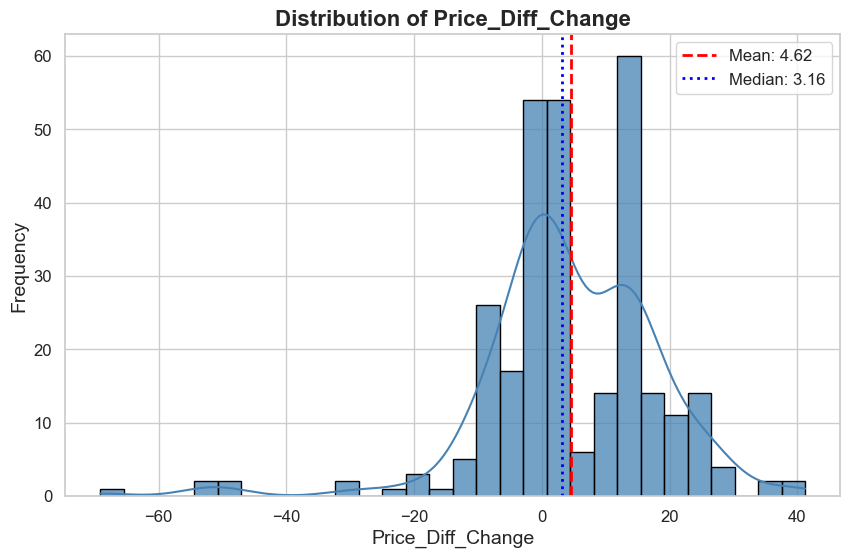 Distribution of Price_Diff_Change
Mean: 4.62
Median: 3.16
Frequency
60
50
40
30
20
10
0
−60 −40 −20 0 20 40
Price_Diff_Change